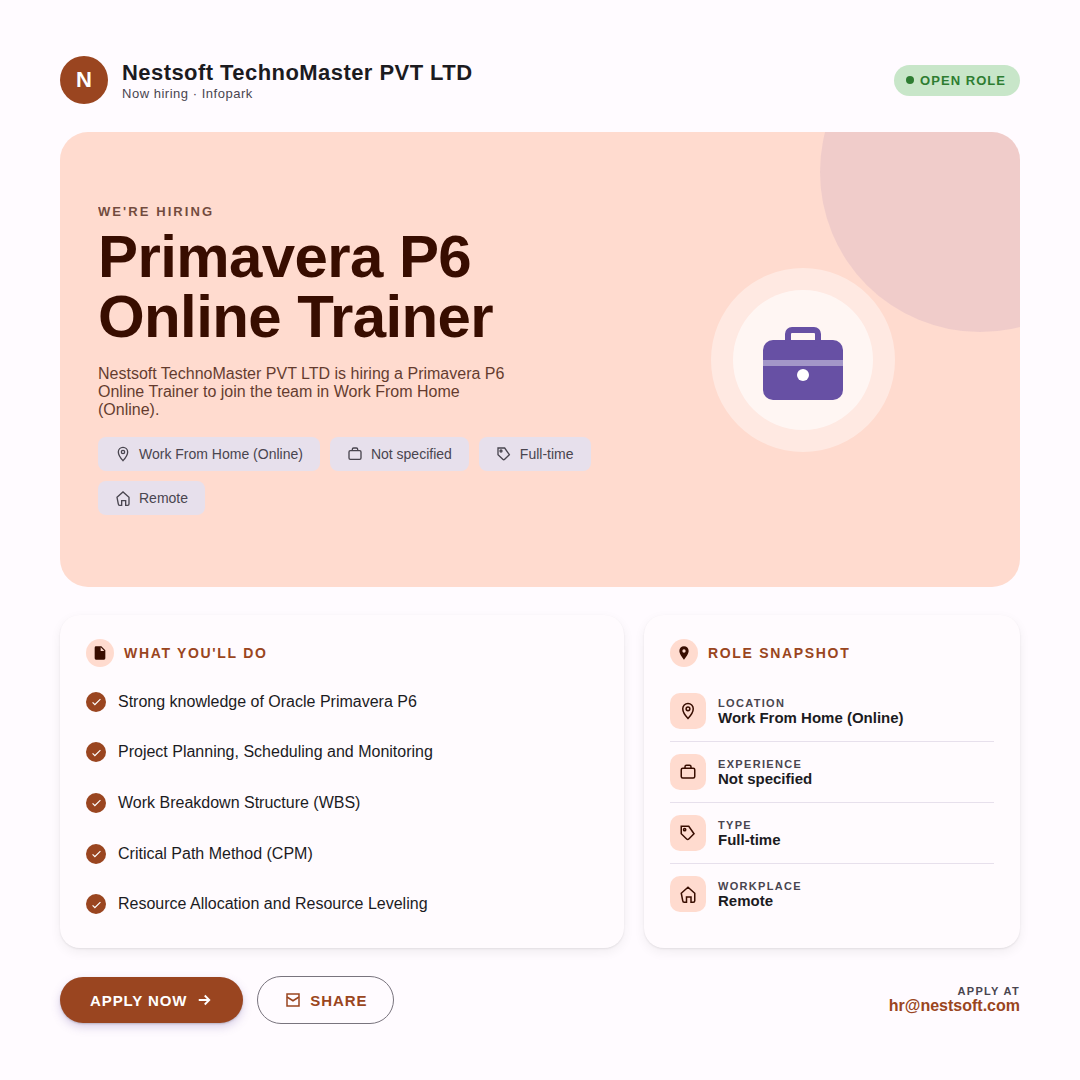 N
Nestsoft TechnoMaster PVT LTD
Now hiring · Infopark
OPEN ROLE
WE'RE HIRING
Primavera P6
Online Trainer
Nestsoft TechnoMaster PVT LTD is hiring a Primavera P6
Online Trainer to join the team in Work From Home
(Online).
Work From Home (Online)
Not specified
Full-time
Remote
WHAT YOU'LL DO
Strong knowledge of Oracle Primavera P6
Project Planning, Scheduling and Monitoring
Work Breakdown Structure (WBS)
Critical Path Method (CPM)
Resource Allocation and Resource Leveling
ROLE SNAPSHOT
LOCATION
Work From Home (Online)
EXPERIENCE
Not specified
TYPE
Full-time
WORKPLACE
Remote
APPLY NOW
SHARE
APPLY AT
hr@nestsoft.com